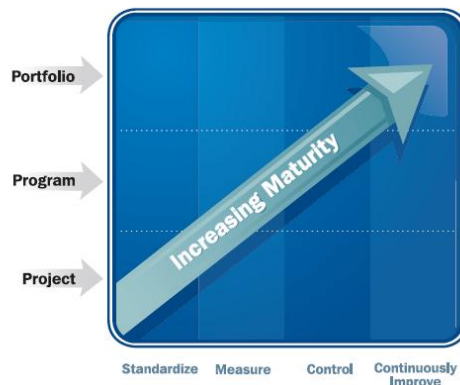 Portfolio
Program
Project
Increasing Maturity
Standardize Measure Control Continuously
Improve